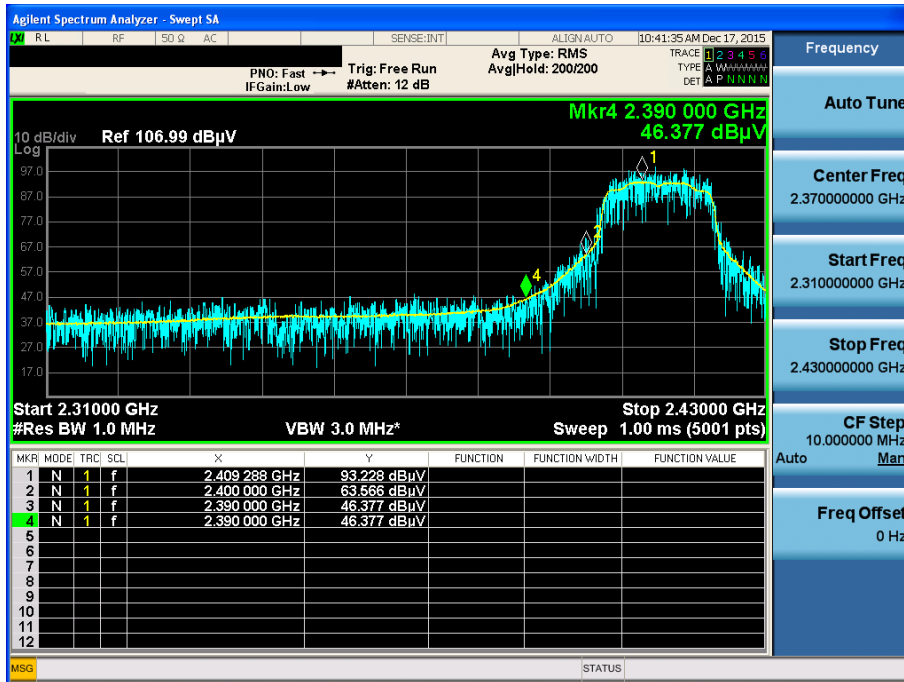 Agilent Spectrum Analyzer - Swept SA
LXI RL RF 50 Ω AC SENSE:INT ALIGN AUTO 10:41:35 AM Dec 17, 2015
PNO: Fast
IFGain:Low
Trig: Free Run
#Atten: 12 dB
Avg Type: RMS
Avg|Hold: 200/200
TRACE 1 2 3 4 5 6
TYPE A WWWWW
DET A P N N N N
Mkr4 2.390 000 GHz
46.377 dBµV
10 dB/div Ref 106.99 dBµV
Log
97.0
87.0
77.0
67.0
57.0
47.0
37.0
27.0
17.0
1
2
4
Start 2.31000 GHz Stop 2.43000 GHz
#Res BW 1.0 MHz VBW 3.0 MHz* Sweep 1.00 ms (5001 pts)
MKR MODE TRC SCL X Y FUNCTION FUNCTION WIDTH FUNCTION VALUE
1 N 1 f 2.409 288 GHz 93.228 dBµV
2 N 1 f 2.400 000 GHz 63.566 dBµV
3 N 1 f 2.390 000 GHz 46.377 dBµV
4 N 1 f 2.390 000 GHz 46.377 dBµV
5
6
7
8
9
10
11
12
MSG STATUS
Frequency
Auto Tune
Center Freq
2.370000000 GHz
Start Freq
2.310000000 GHz
Stop Freq
2.430000000 GHz
CF Step
10.000000 MHz
Auto Man
Freq Offset
0 Hz